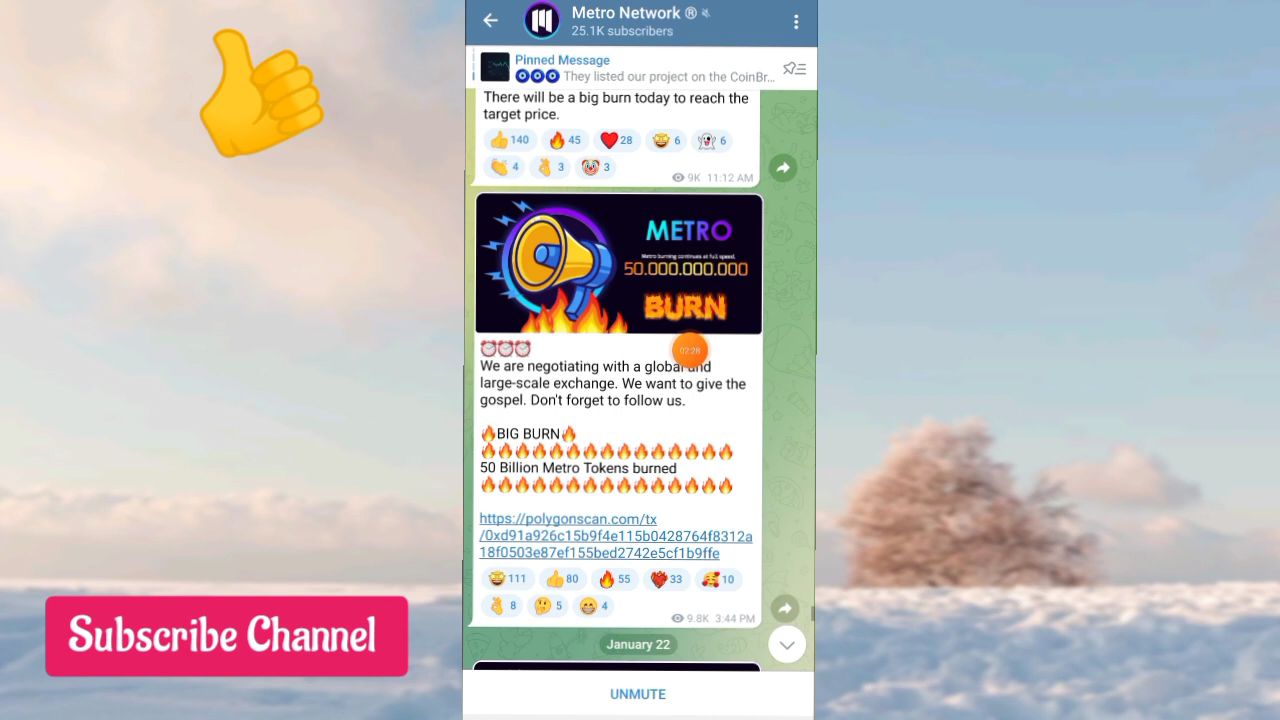 Metro Network ®
25.1K subscribers
Pinned Message
🧿🧿🧿 They listed our project on the CoinBr...
There will be a big burn today to reach the
target price.
👍140 🔥45 ❤️28 🤩6 👻6
👏4 🤞3 🤡3
9K 11:12 AM
METRO
Metro burning continues at full speed.
50.000.000.000
BURN
02:28
⏰⏰⏰
We are negotiating with a global and
large-scale exchange. We want to give the
gospel. Don't forget to follow us.
🔥BIG BURN🔥
🔥🔥🔥🔥🔥🔥🔥🔥🔥🔥🔥🔥🔥🔥🔥
50 Billion Metro Tokens burned
🔥🔥🔥🔥🔥🔥🔥🔥🔥🔥🔥🔥🔥🔥🔥
https://polygonscan.com/tx
/0xd91a926c15b9f4e115b0428764f8312a
18f0503e87ef155bed2742e5cf1b9ffe
🤩111 👍80 🔥55 ❤️‍🔥33 🥰10
🤞8 🤔5 😁4
9.8K 3:44 PM
January 22
UNMUTE
Subscribe Channel